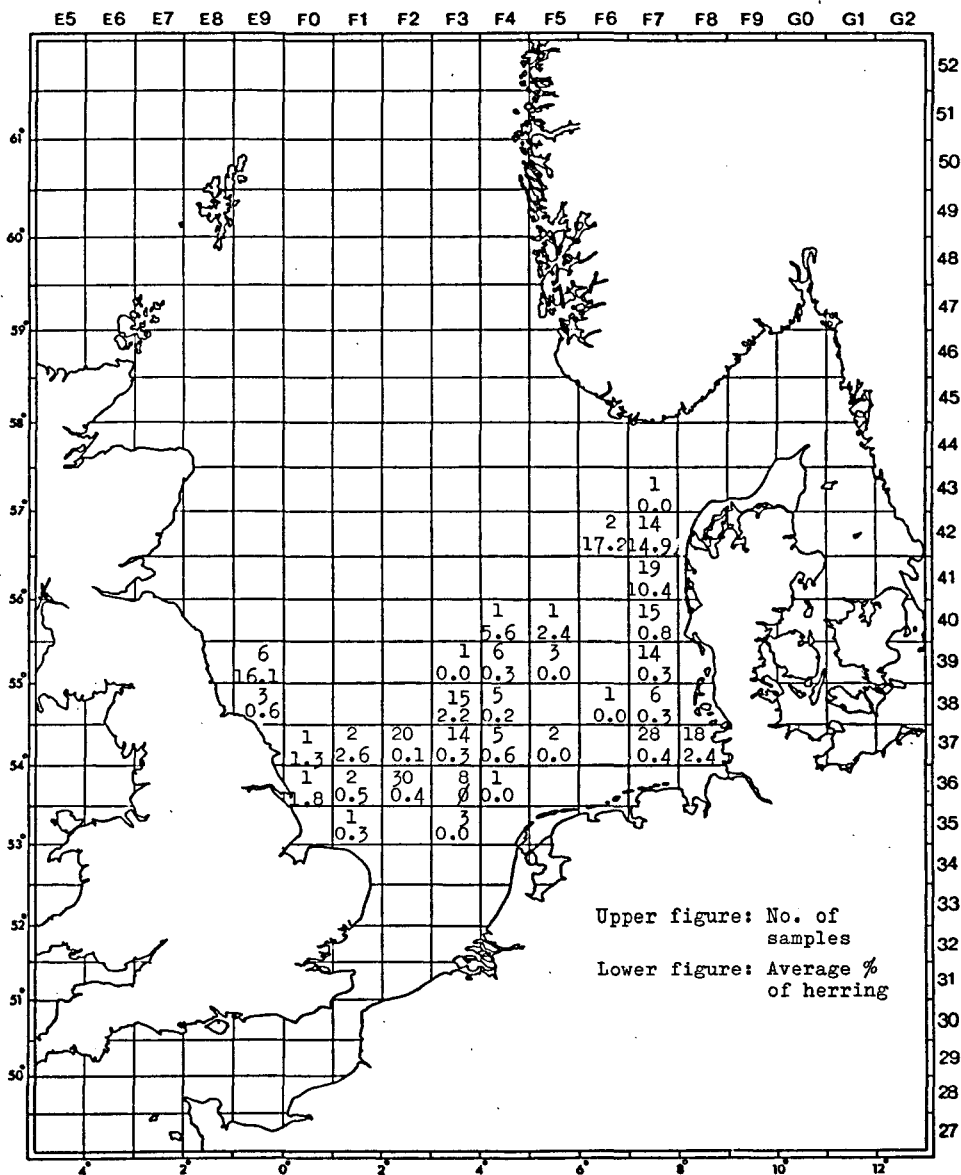 E5 E6 E7 E8 E9 F0 F1 F2 F3 F4 F5 F6 F7 F8 F9 G0 G1 G2
52
51
61°
50
49
60°
48
47
59°
46
45
58°
44
1 43
0.0
57°
2 14 42
17.2 14.9
19 41
10.4
56°
1 1 15 40
5.6 2.4 0.8
6 1 6 3 14 39
16.1 0.0 0.3 0.0 0.3
55°
3 15 5 1 6 38
0.6 2.2 0.2 0.0 0.3
1 2 20 14 5 2 28 18 37
1.3 2.6 0.1 0.3 0.6 0.0 0.4 2.4
54°
1 2 30 8 1 36
1.8 0.5 0.4 Ø 0.0
1 3 35
0.3 0.0
53°
34
33
Upper figure: No. of
samples
52°
32
Lower figure: Average %
of herring
31
51°
30
29
50°
28
27
4° 2° 0° 2° 4° 6° 8° 10° 12°